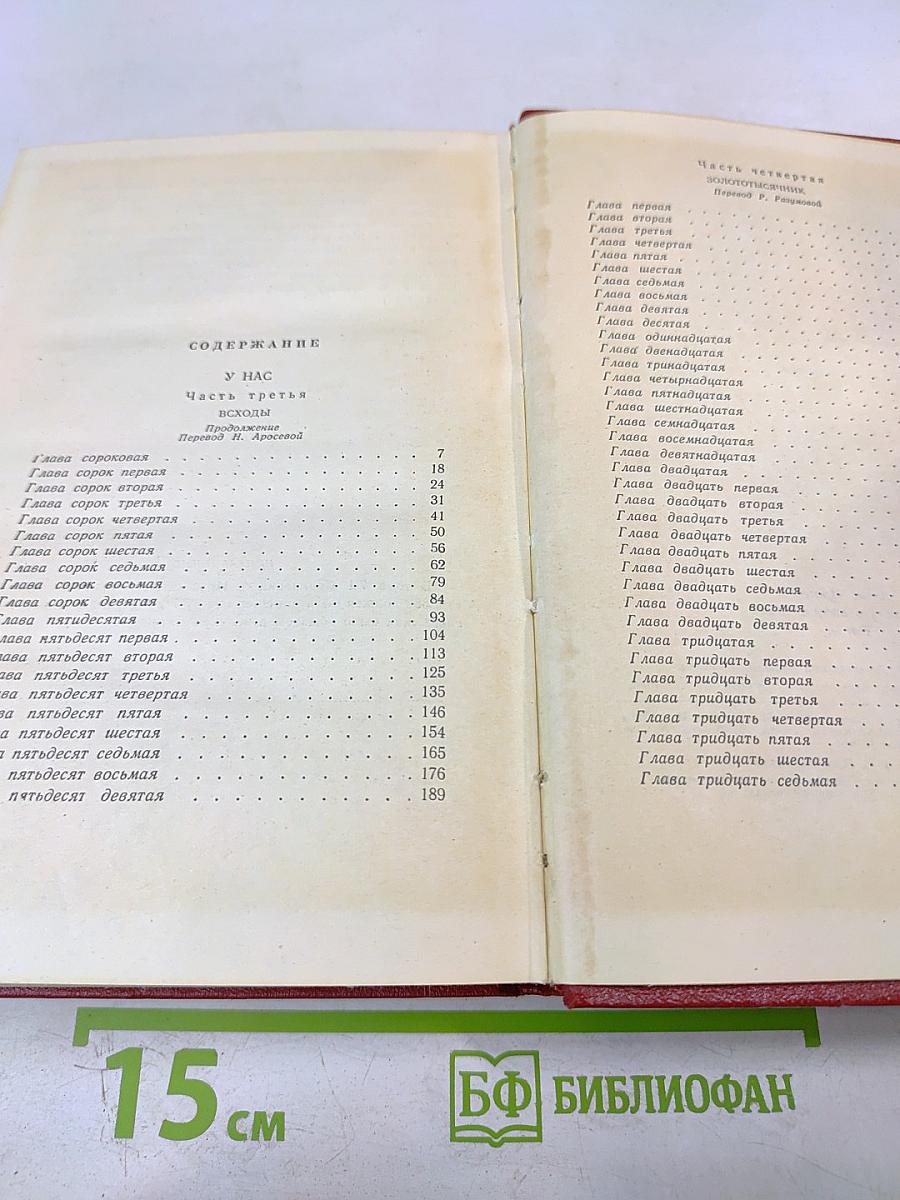 СОДЕРЖАНИЕ
У НАС
Часть третья
ВСХОДЫ
Продолжение
Перевод Н. Аросевой
Глава сороковая . . . . . . . . . . . . . . . 7
Глава сорок первая . . . . . . . . . . . . . . . 18
Глава сорок вторая . . . . . . . . . . . . . . . 24
Глава сорок третья . . . . . . . . . . . . . . . 31
Глава сорок четвертая . . . . . . . . . . . . . . . 41
Глава сорок пятая . . . . . . . . . . . . . . . 50
Глава сорок шестая . . . . . . . . . . . . . . . 56
Глава сорок седьмая . . . . . . . . . . . . . . . 62
Глава сорок восьмая . . . . . . . . . . . . . . . 79
Глава сорок девятая . . . . . . . . . . . . . . . 84
лава пятидесятая . . . . . . . . . . . . . . . 93
лава пятьдесят первая . . . . . . . . . . . . . . . 104
ава пятьдесят вторая . . . . . . . . . . . . . . . 113
ава пятьдесят третья . . . . . . . . . . . . . . . 125
ва пятьдесят четвертая . . . . . . . . . . . . . . . 135
ва пятьдесят пятая . . . . . . . . . . . . . . . 146
а пятьдесят шестая . . . . . . . . . . . . . . . 154
а пятьдесят седьмая . . . . . . . . . . . . . . . 165
пятьдесят восьмая . . . . . . . . . . . . . . . 176
пятьдесят девятая . . . . . . . . . . . . . . . 189
Часть четвертая
ЗОЛОТОТЫСЯЧНИК
Перевод Р. Разумовой
Глава первая . . . . . . . . . .
Глава вторая . . . . . . . . . .
Глава третья . . . . . . . . . .
Глава четвертая . . . . . . . . . .
Глава пятая . . . . . . . . . .
Глава шестая . . . . . . . . . .
Глава седьмая . . . . . . . . . .
Глава восьмая . . . . . . . . . .
Глава девятая . . . . . . . . . .
Глава десятая . . . . . . . . . .
Глава одиннадцатая . . . . . . . . . .
Глава двенадцатая . . . . . . . . . .
Глава тринадцатая . . . . . . . . . .
Глава четырнадцатая . . . . . . . . . .
Глава пятнадцатая . . . . . . . . . .
Глава шестнадцатая . . . . . . . . . .
Глава семнадцатая . . . . . . . . . .
Глава восемнадцатая . . . . . . . . . .
Глава девятнадцатая . . . . . . . . . .
Глава двадцатая . . . . . . . . . .
Глава двадцать первая . . . . . . . .
Глава двадцать вторая . . . . . . . .
Глава двадцать третья . . . . . . . .
Глава двадцать четвертая . . . . . .
Глава двадцать пятая . . . . . . . .
Глава двадцать шестая . . . . . . .
Глава двадцать седьмая . . . . . . .
Глава двадцать восьмая . . . . . .
Глава двадцать девятая . . . . . .
Глава тридцатая . . . . . . . .
Глава тридцать первая . . . . . .
Глава тридцать вторая . . . . . .
Глава тридцать третья . . . . .
Глава тридцать четвертая . . . .
Глава тридцать пятая . . . . .
Глава тридцать шестая . . . .
Глава тридцать седьмая . . .
15 см
БФ БИБЛИОФАН